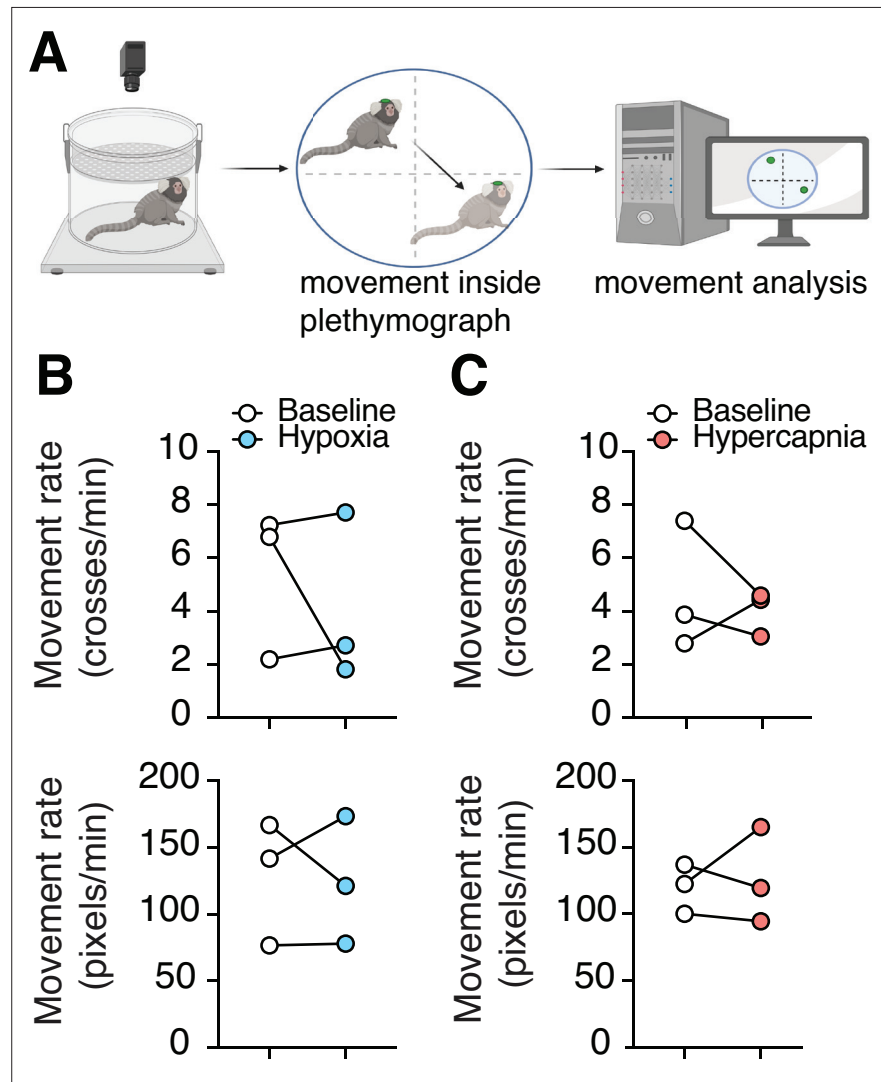 A
movement inside
plethymograph
movement analysis
B
Baseline
Hypoxia
Movement rate
(crosses/min)
10
8
6
4
2
0
Movement rate
(pixels/min)
200
150
100
50
0
C
Baseline
Hypercapnia
Movement rate
(crosses/min)
10
8
6
4
2
0
Movement rate
(pixels/min)
200
150
100
50
0